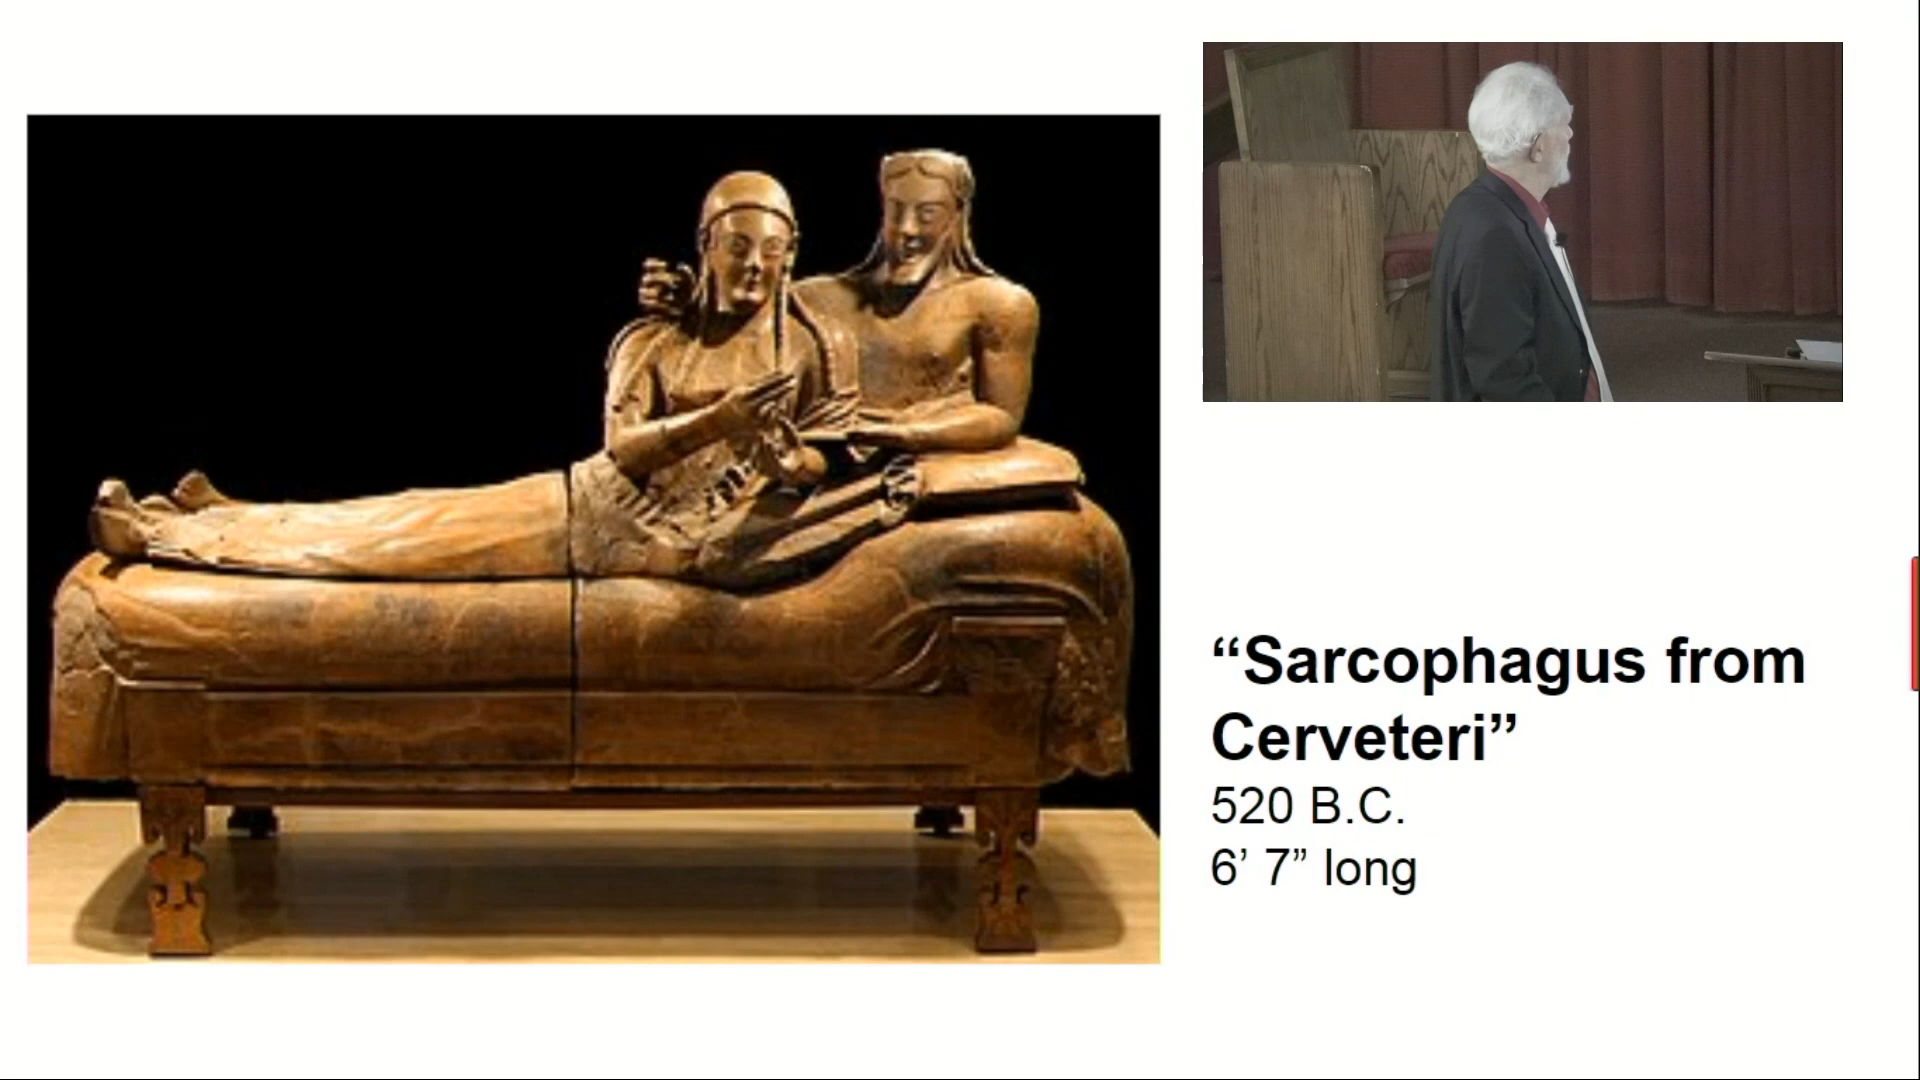 “Sarcophagus from
Cerveteri”
520 B.C.
6’ 7” long